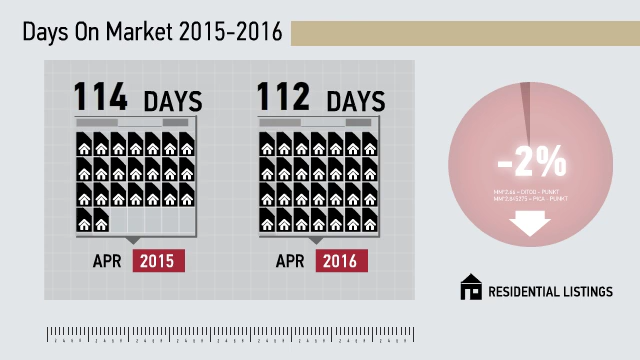 Days On Market 2015-2016
114 DAYS
112 DAYS
-2%
APR 2015
APR 2016
RESIDENTIAL LISTINGS